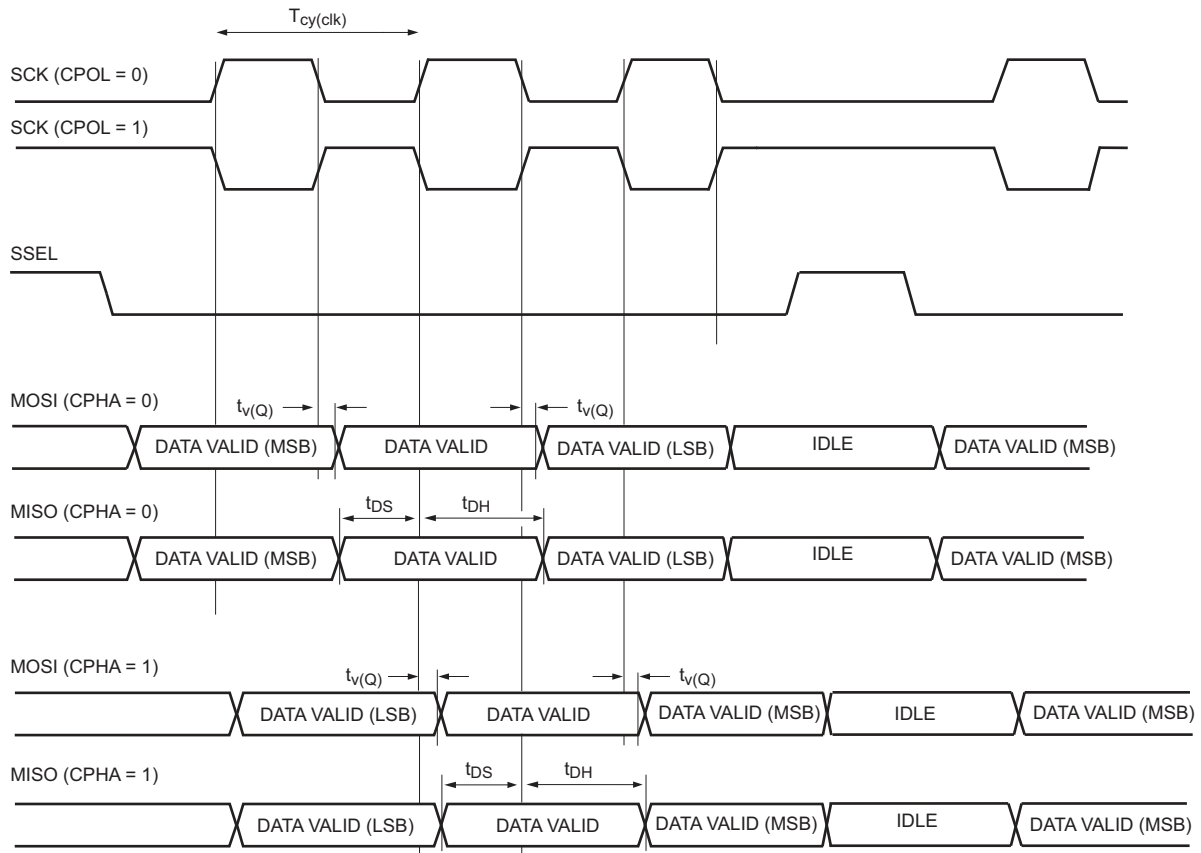 Tcy(clk)
SCK (CPOL = 0)
SCK (CPOL = 1)
SSEL
MOSI (CPHA = 0)
tv(Q) tv(Q)
DATA VALID (MSB) DATA VALID DATA VALID (LSB) IDLE DATA VALID (MSB)
MISO (CPHA = 0)
tDS tDH
DATA VALID (MSB) DATA VALID DATA VALID (LSB) IDLE DATA VALID (MSB)
MOSI (CPHA = 1)
tv(Q) tv(Q)
DATA VALID (LSB) DATA VALID DATA VALID (MSB) IDLE DATA VALID (MSB)
MISO (CPHA = 1)
tDS tDH
DATA VALID (LSB) DATA VALID DATA VALID (MSB) IDLE DATA VALID (MSB)